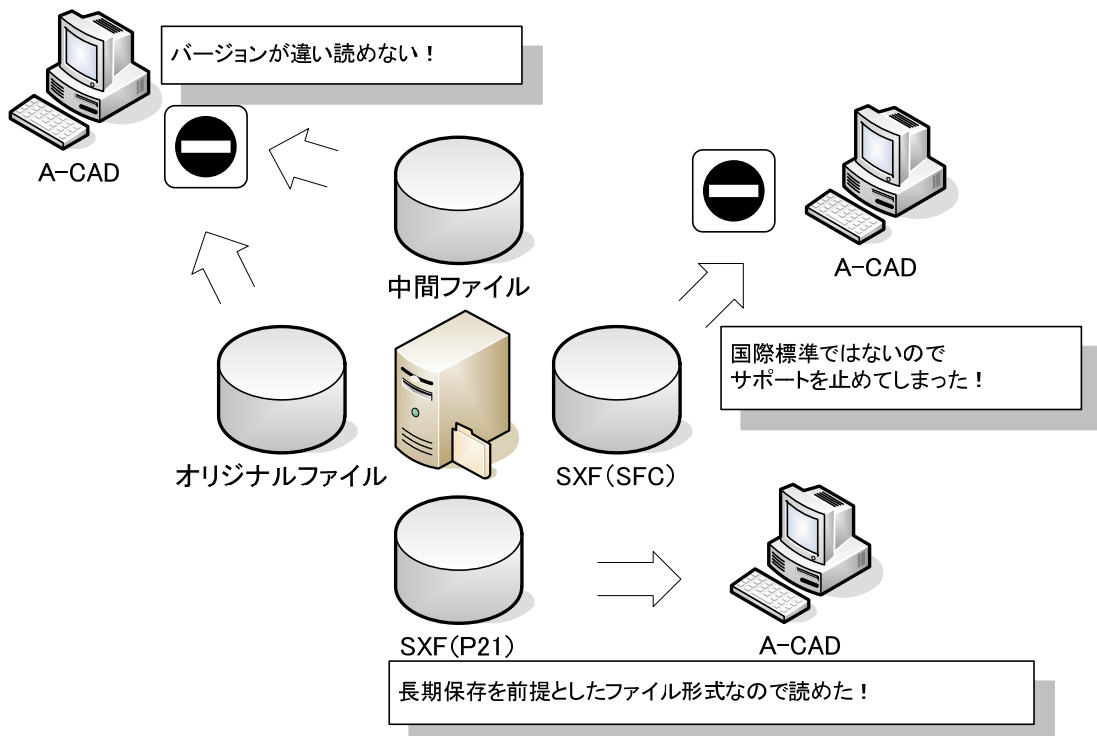 バージョンが違い読めない！
A-CAD
A-CAD
中間ファイル
国際標準ではないので
サポートを止めてしまった！
オリジナルファイル
SXF(SFC)
SXF(P21)
A-CAD
長期保存を前提としたファイル形式なので読めた！